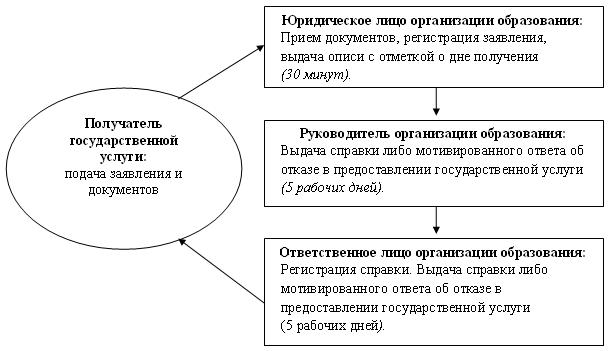 Юридическое лицо организации образования:
Прием документов, регистрация заявления,
выдача описи с отметкой о дне получения
(30 минут).
Получатель
государственной
услуги:
подача заявления и
документов
Руководитель организации образования:
Выдача справки либо мотивированного ответа об
отказе в предоставлении государственной услуги
(5 рабочих дней).
Ответственное лицо организации образования:
Регистрация справки. Выдача справки либо
мотивированного ответа об отказе в
предоставлении государственной услуги
(5 рабочих дней).